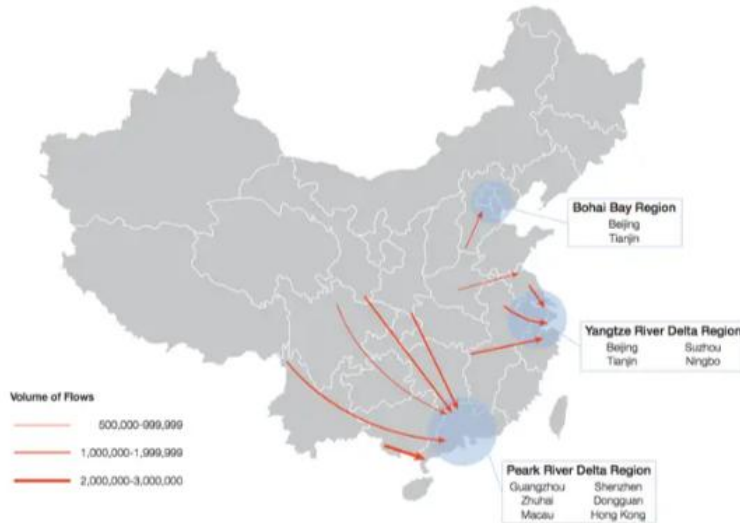 Bohai Bay Region
Beijing
Tianjin
Yangtze River Delta Region
Beijing Suzhou
Tianjin Ningbo
Volume of Flows
500,000-999,999
1,000,000-1,999,999
2,000,000-3,000,000
Peark River Delta Region
Guangzhou Shenzhen
Zhuhai Dongguan
Macau Hong Kong